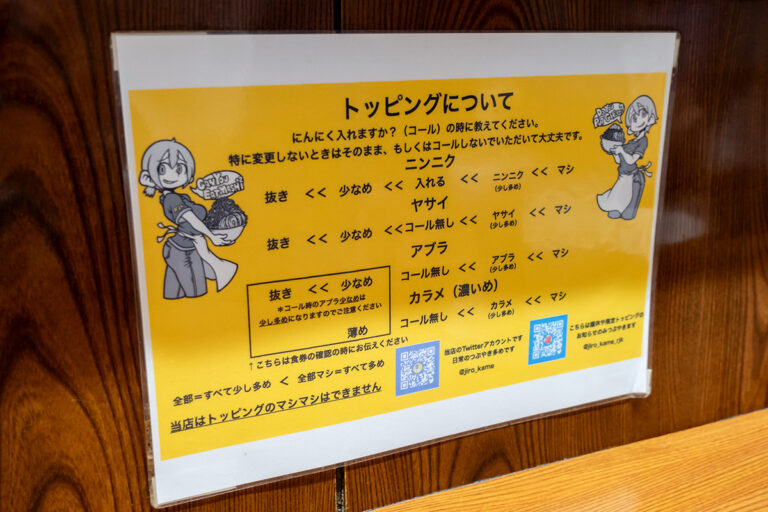 トッピングについて
にんにく入れますか？（コール）の時に教えてください。
特に変更しないときはそのまま、もしくはコールしないでいただいて大丈夫です。
ニンニク
抜き << 少なめ << 入れる << ニンニク（少し多め） << マシ
ヤサイ
抜き << 少なめ <<コール無し << ヤサイ（少し多め） << マシ
アブラ
コール無し << アブラ（少し多め） << マシ
カラメ（濃いめ）
コール無し << カラメ（少し多め） << マシ
抜き << 少なめ
＊コール時のアブラ少なめは
少し多めになりますのでご注意ください
薄め
↑こちらは食券の確認の時にお伝えください
全部＝すべて少し多め < 全部マシ＝すべて多め
当店はトッピングのマシマシはできません
当店のTwitterアカウントです
日常のつぶやき多めです
@jiro_kame
こちらは臨休や限定トッピングの
お知らせのみつぶやきます
@jiro_kame_rjk